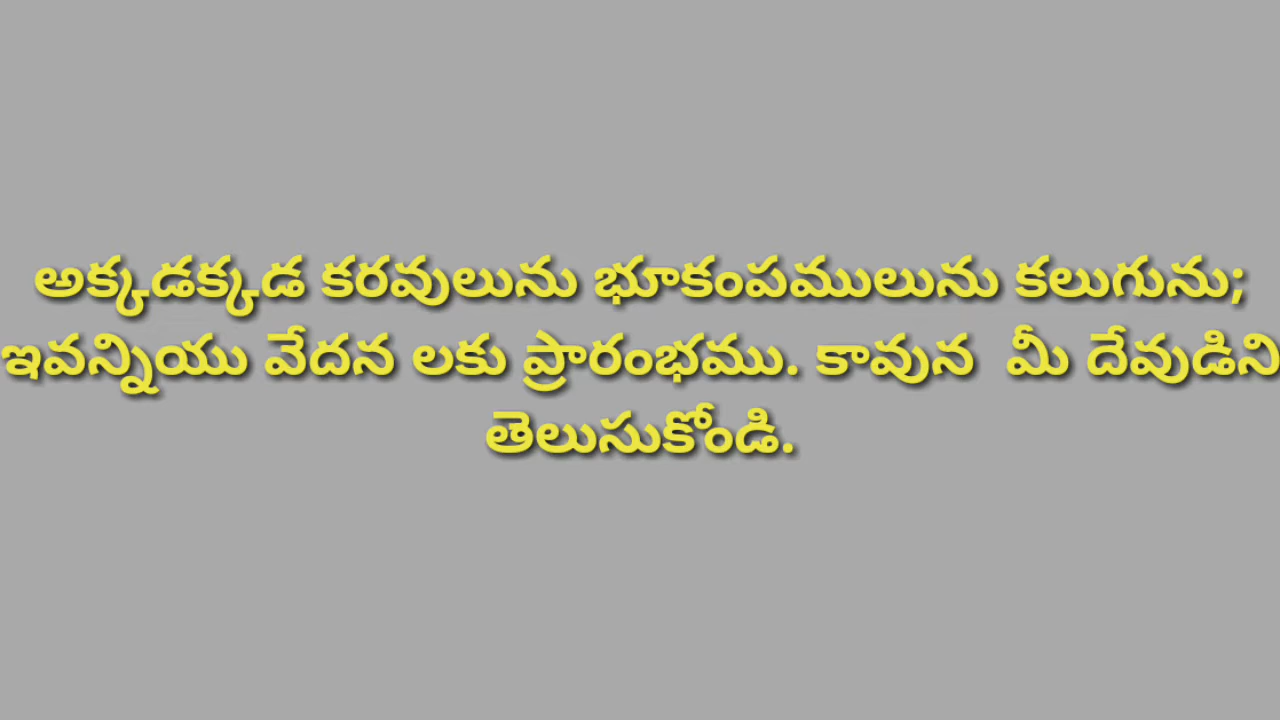 అక్కడక్కడ కరవులును భూకంపములును కలుగును;
ఇవన్నియు వేదన లకు ప్రారంభము. కావున  మీ దేవుడిని
తెలుసుకోండి.